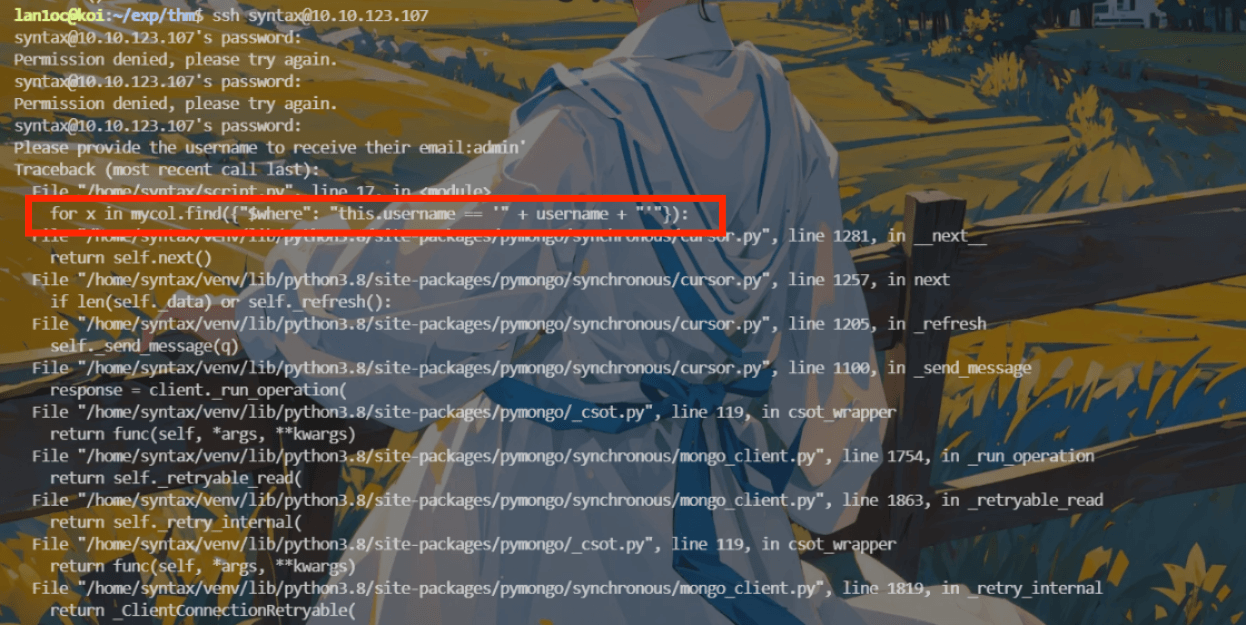 lan1oc@koi:~/exp/thm$ ssh syntax@10.10.123.107
syntax@10.10.123.107's password:
Permission denied, please try again.
syntax@10.10.123.107's password:
Permission denied, please try again.
syntax@10.10.123.107's password:
Please provide the username to receive their email:admin'
Traceback (most recent call last):
File "/home/syntax/script.py", line 17, in <module>
for x in mycol.find({"$where": "this.username == '" + username + "'"}):
File "/home/syntax/venv/lib/python3.8/site-packages/pymongo/synchronous/cursor.py", line 1281, in __next__
return self.next()
File "/home/syntax/venv/lib/python3.8/site-packages/pymongo/synchronous/cursor.py", line 1257, in next
if len(self._data) or self._refresh():
File "/home/syntax/venv/lib/python3.8/site-packages/pymongo/synchronous/cursor.py", line 1205, in _refresh
self._send_message(q)
File "/home/syntax/venv/lib/python3.8/site-packages/pymongo/synchronous/cursor.py", line 1100, in _send_message
response = client._run_operation(
File "/home/syntax/venv/lib/python3.8/site-packages/pymongo/_csot.py", line 119, in csot_wrapper
return func(self, *args, **kwargs)
File "/home/syntax/venv/lib/python3.8/site-packages/pymongo/synchronous/mongo_client.py", line 1754, in _run_operation
return self._retryable_read(
File "/home/syntax/venv/lib/python3.8/site-packages/pymongo/synchronous/mongo_client.py", line 1863, in _retryable_read
return self._retry_internal(
File "/home/syntax/venv/lib/python3.8/site-packages/pymongo/_csot.py", line 119, in csot_wrapper
return func(self, *args, **kwargs)
File "/home/syntax/venv/lib/python3.8/site-packages/pymongo/synchronous/mongo_client.py", line 1819, in _retry_internal
return _ClientConnectionRetryable(